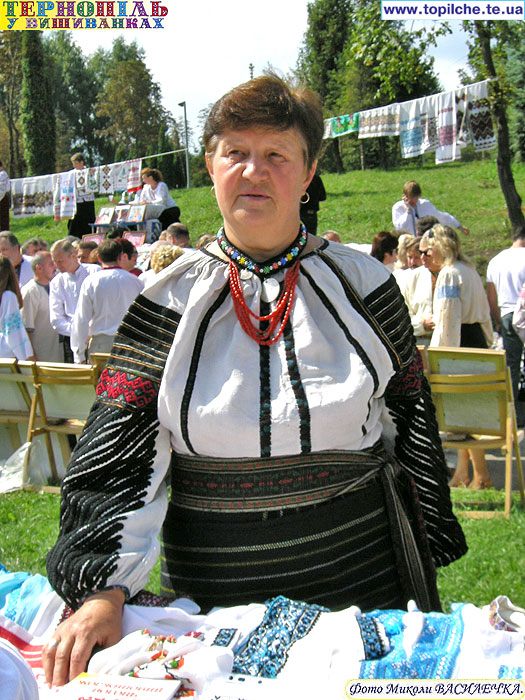 ТЕРНОПІЛЬ
У ВИШИВАНКАХ
www.topilche.te.ua
Фото Миколи ВАСИЛЕЧКА